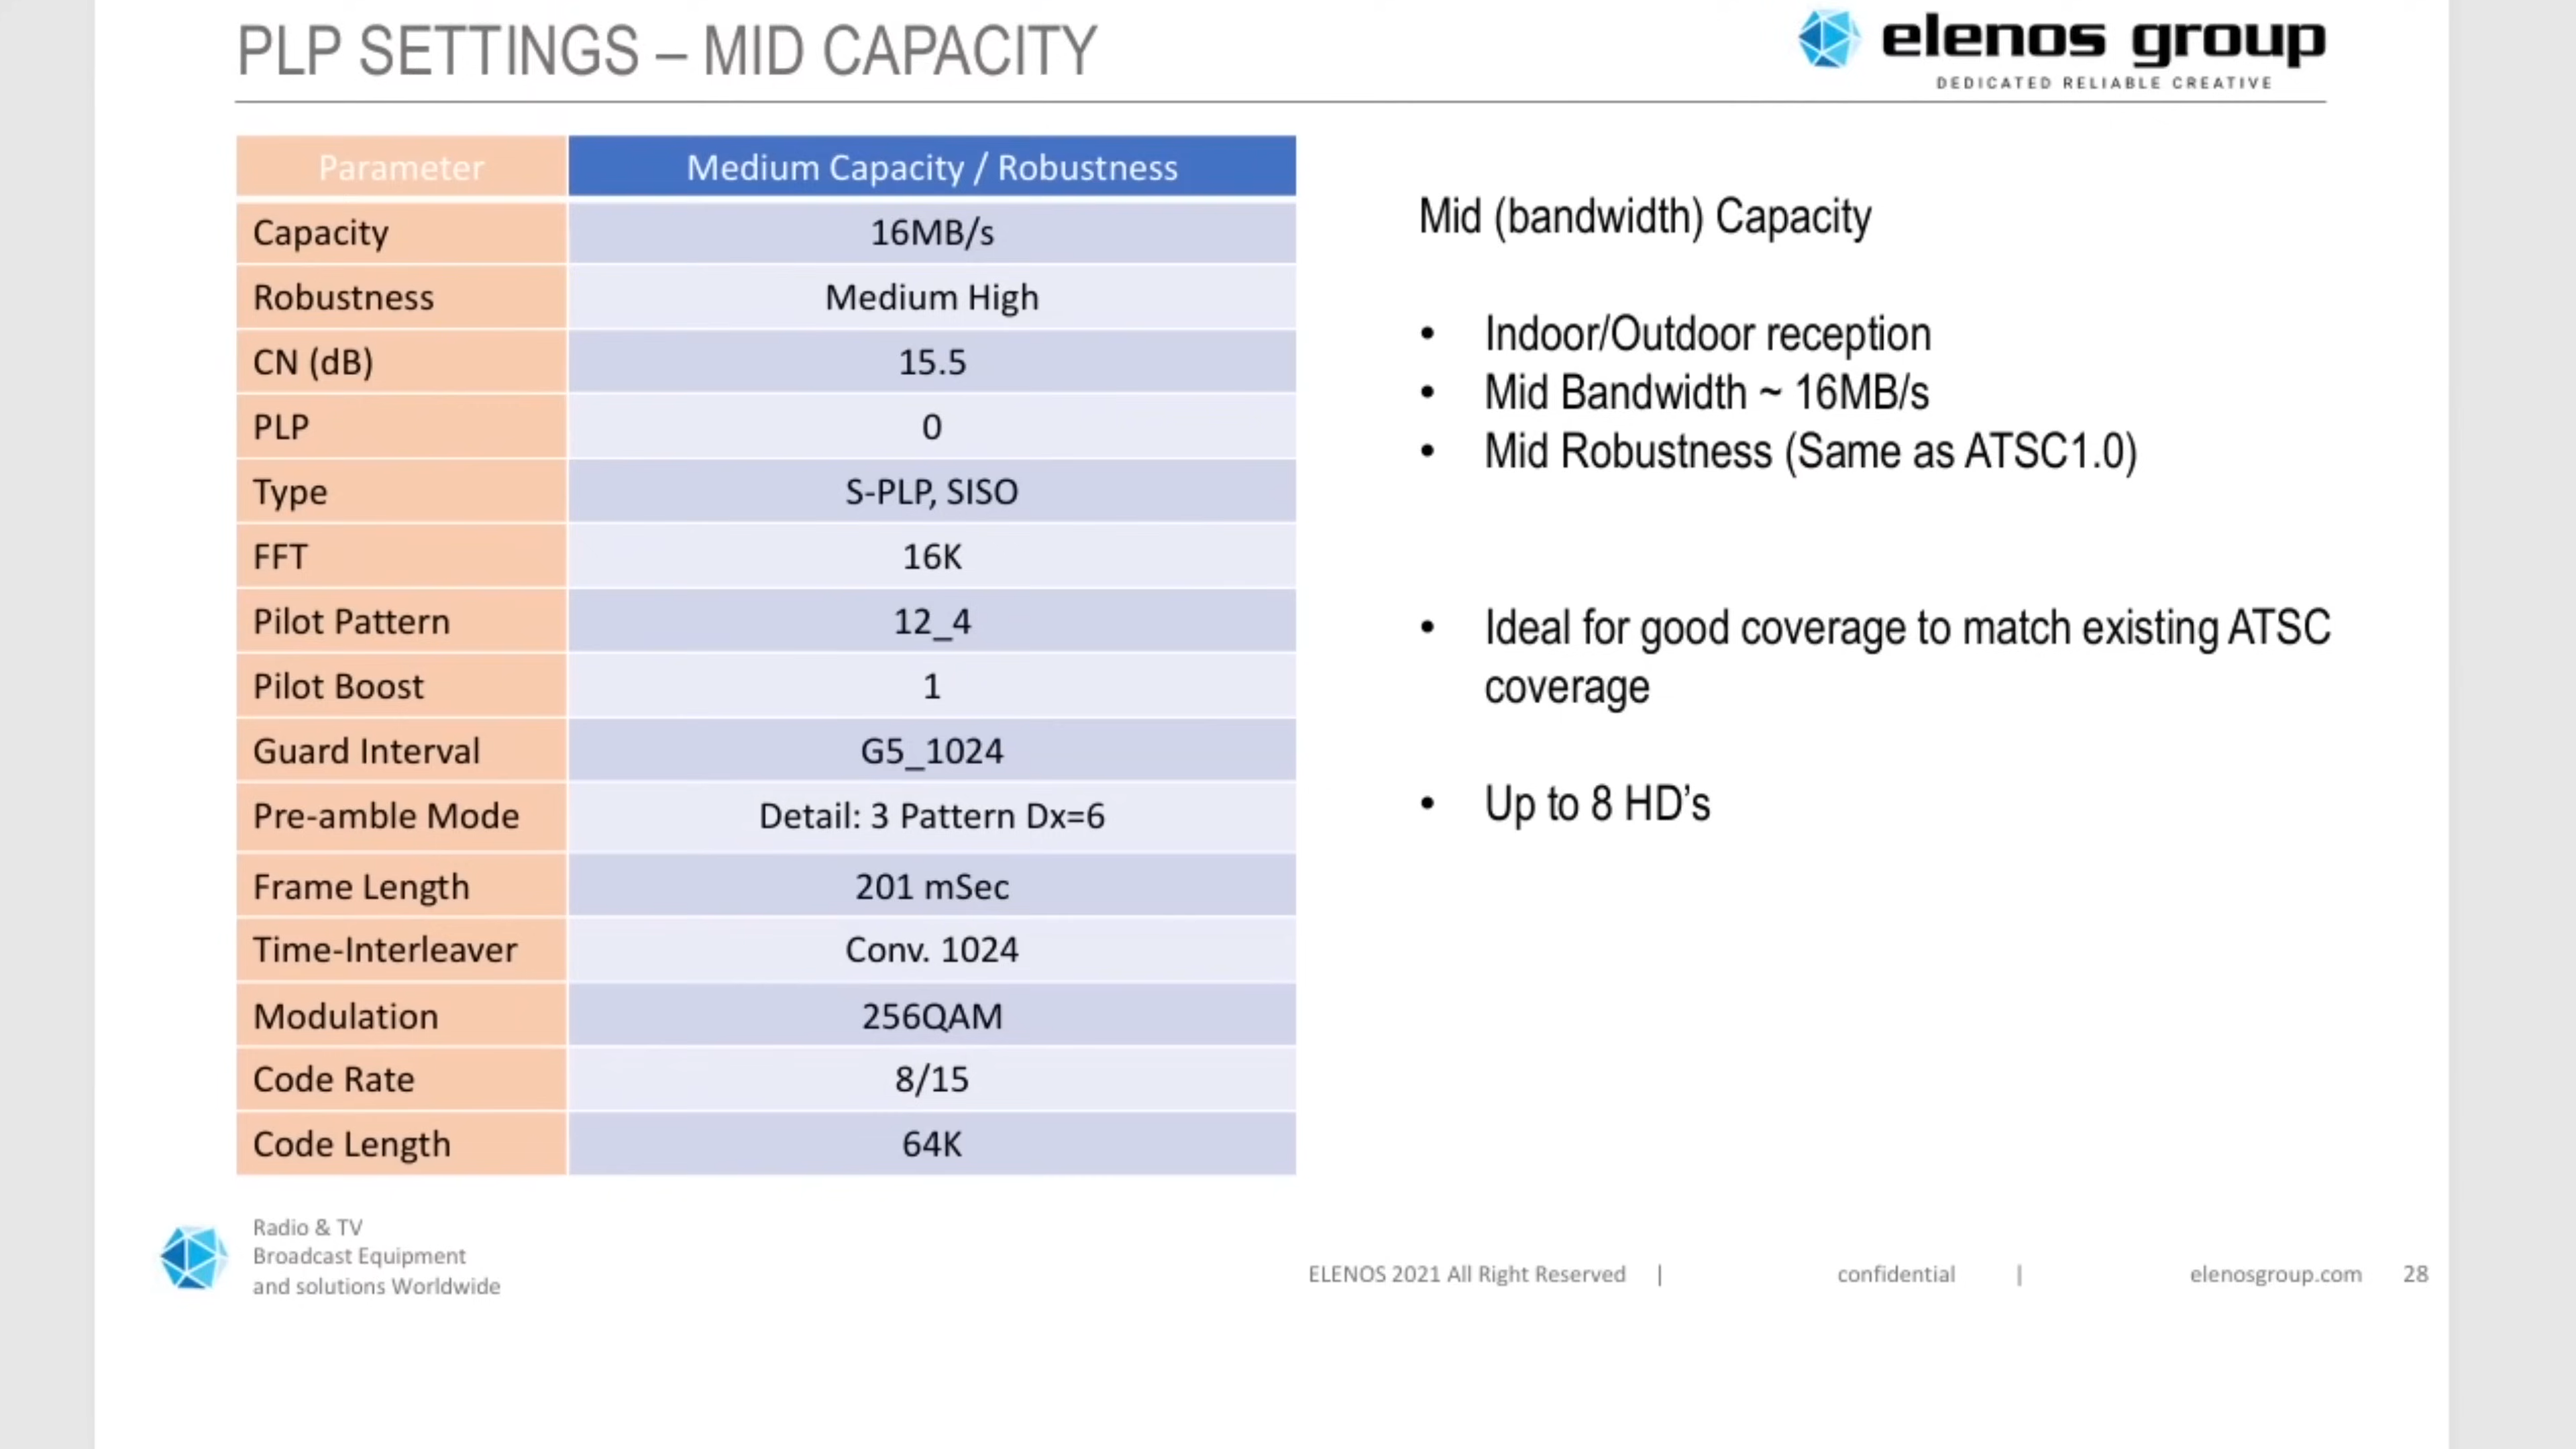 PLP SETTINGS – MID CAPACITY
elenos group
DEDICATED RELIABLE CREATIVE
Parameter Medium Capacity / Robustness
Capacity 16MB/s
Robustness Medium High
CN (dB) 15.5
PLP 0
Type S-PLP, SISO
FFT 16K
Pilot Pattern 12_4
Pilot Boost 1
Guard Interval G5_1024
Pre-amble Mode Detail: 3 Pattern Dx=6
Frame Length 201 mSec
Time-Interleaver Conv. 1024
Modulation 256QAM
Code Rate 8/15
Code Length 64K
Mid (bandwidth) Capacity
• Indoor/Outdoor reception
• Mid Bandwidth ~ 16MB/s
• Mid Robustness (Same as ATSC1.0)
• Ideal for good coverage to match existing ATSC
coverage
• Up to 8 HD’s
Radio & TV
Broadcast Equipment
and solutions Worldwide
ELENOS 2021 All Right Reserved | confidential | elenosgroup.com 28